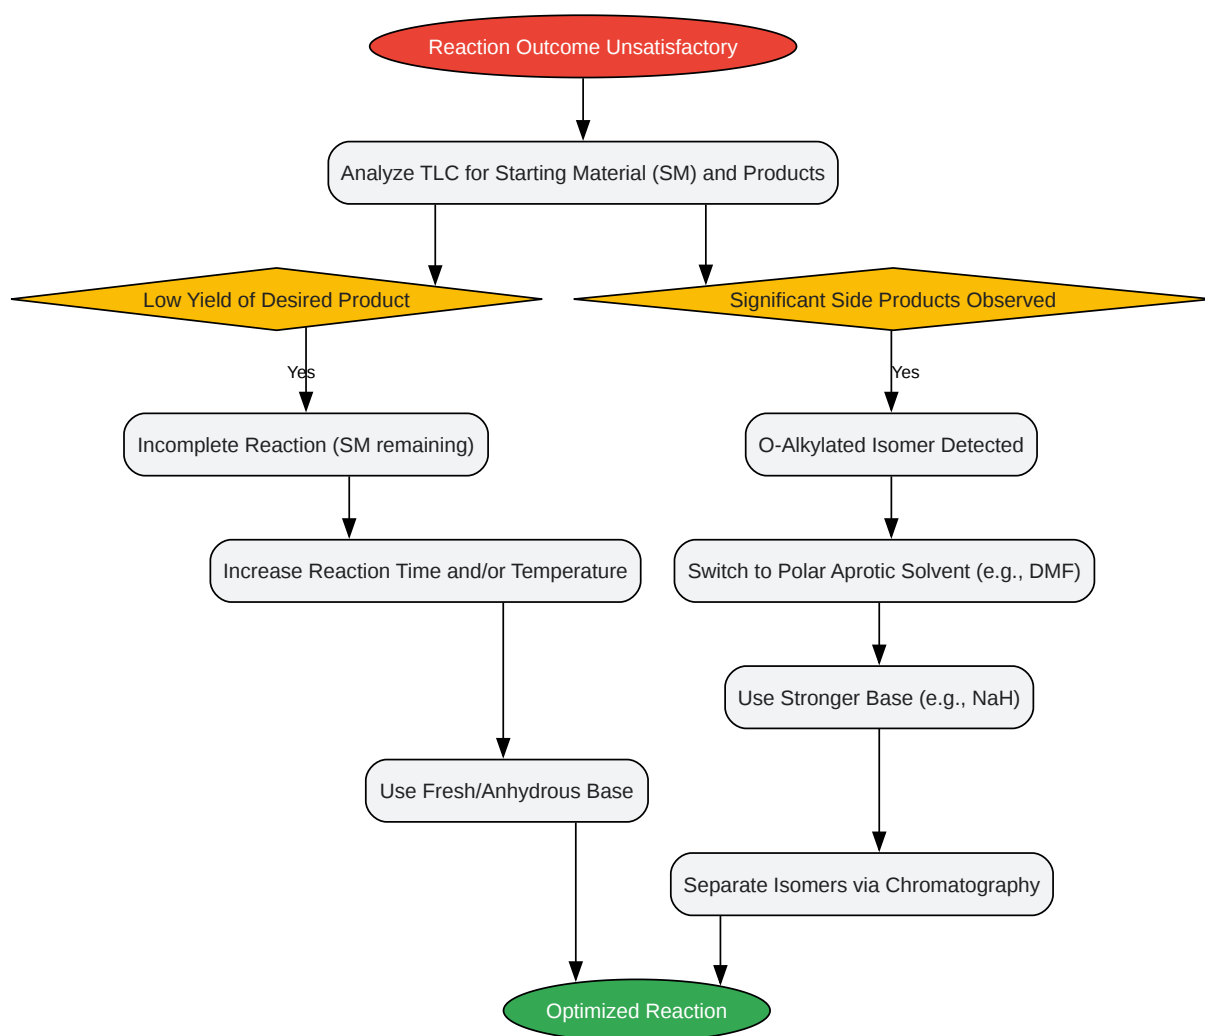 Reaction Outcome Unsatisfactory
Analyze TLC for Starting Material (SM) and Products
Low Yield of Desired Product
Significant Side Products Observed
Yes
Yes
Incomplete Reaction (SM remaining)
O-Alkylated Isomer Detected
Increase Reaction Time and/or Temperature
Switch to Polar Aprotic Solvent (e.g., DMF)
Use Stronger Base (e.g., NaH)
Use Fresh/Anhydrous Base
Separate Isomers via Chromatography
Optimized Reaction